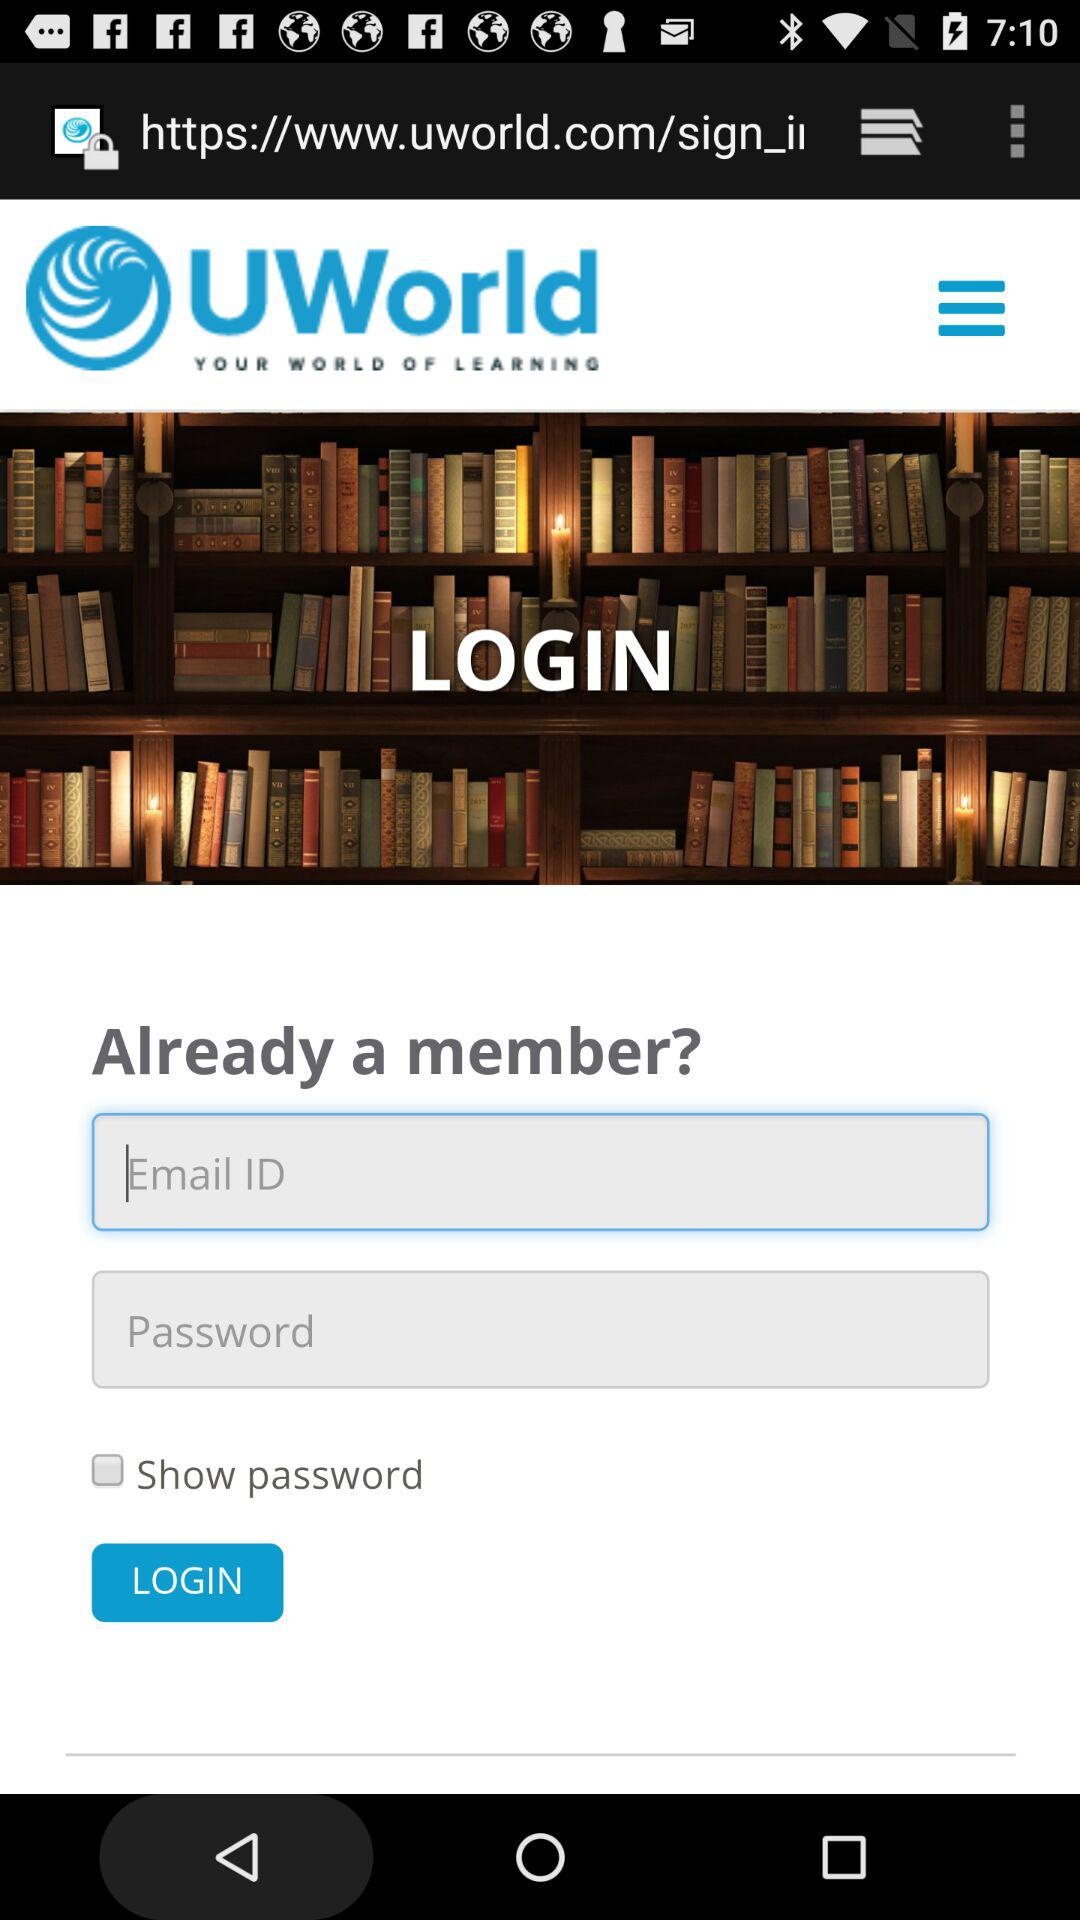 7:10
https://www.uworld.com/sign_i
UWorld
YOUR WORLD OF LEARNING
LOGIN
Already a member?
Email ID
Password
Show password
LOGIN